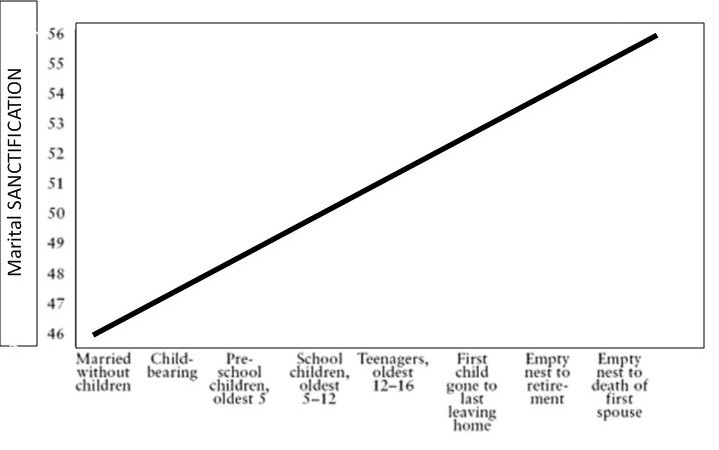 Marital SANCTIFICATION
56
55
54
53
52
51
50
49
48
47
46
Married
without
children
Child-
bearing
Pre-
school
children,
oldest 5
School
children,
oldest
5–12
Teenagers,
oldest
12–16
First
child
gone to
last
leaving
home
Empty
nest to
retire-
ment
Empty
nest to
death of
first
spouse